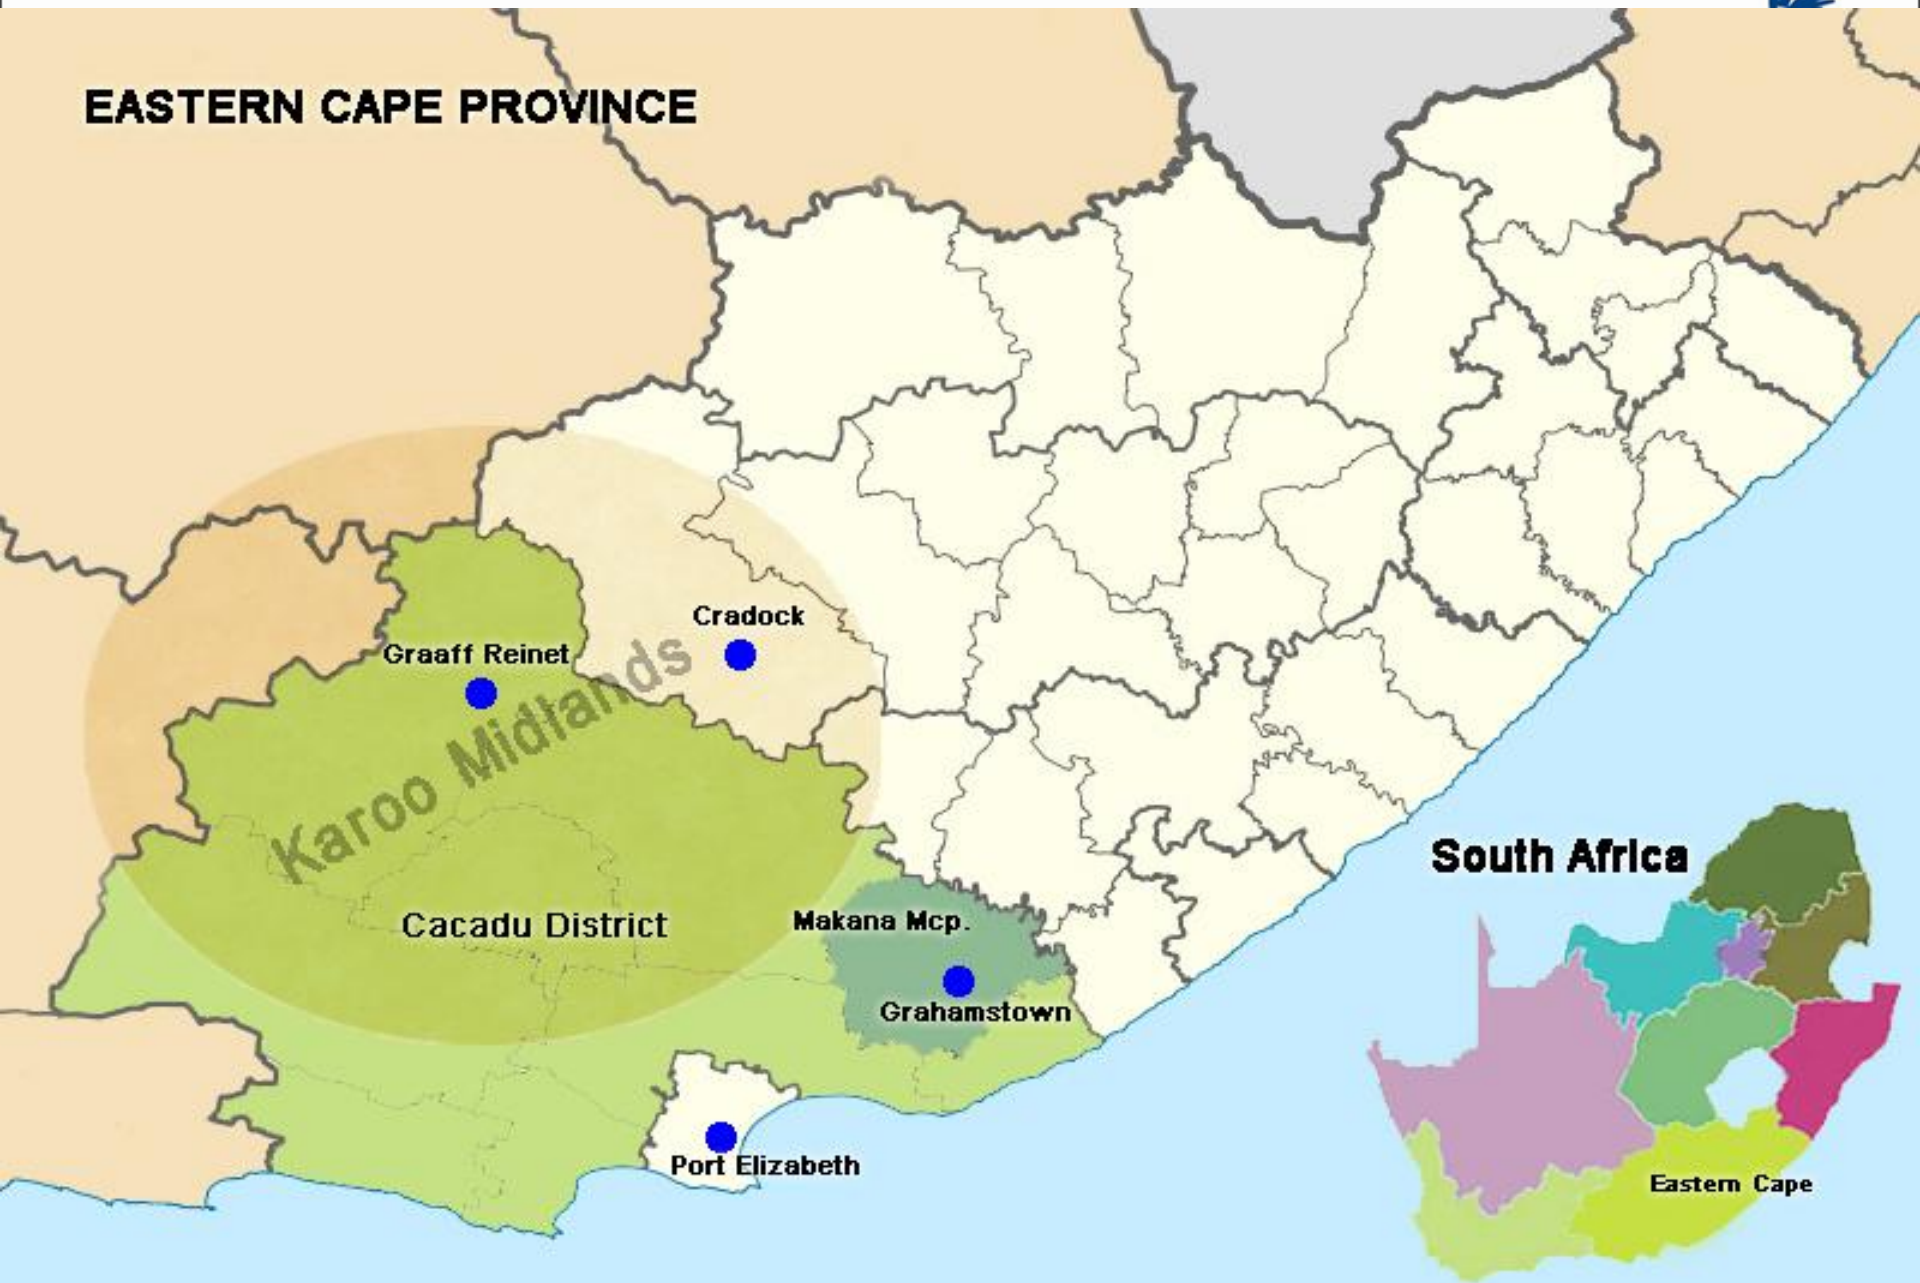 EASTERN CAPE PROVINCE
Cradock
Graaff Reinet
Karoo Midlands
Cacadu District
Makana Mcp.
Grahamstown
Port Elizabeth
South Africa
Eastern Cape